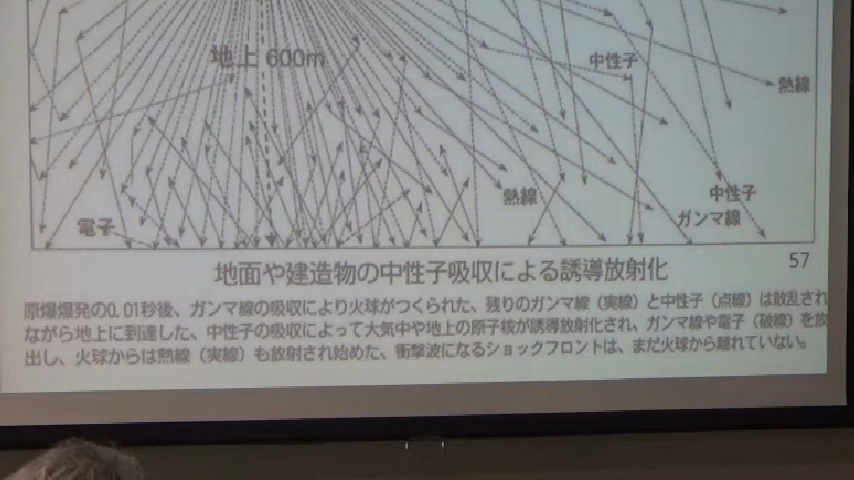 地上 600m
中性子
熱線
熱線
中性子
ガンマ線
電子
57
地面や建造物の中性子吸収による誘導放射化
原爆爆発の0.01秒後、ガンマ線の吸収により火球がつくられた、残りのガンマ線（実線）と中性子（点線）は散乱され
ながら地上に到達した、中性子の吸収によって大気中や地上の原子核が誘導放射化され、ガンマ線や電子（破線）を放
出し、火球からは熱線（実線）も放射され始めた、衝撃波になるショックフロントは、まだ火球から離れていない。